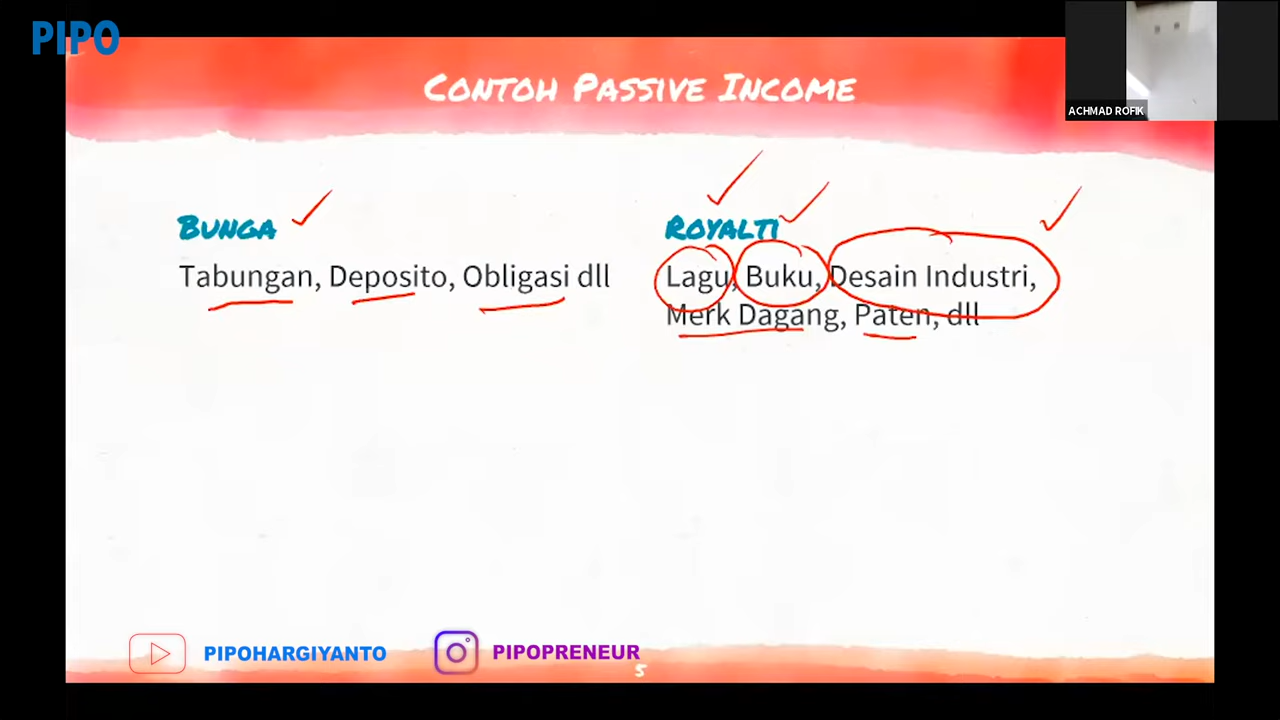 PIPO
ACHMAD ROFIK
Contoh Passive Income
Bunga
Tabungan, Deposito, Obligasi dll
Royalti
Lagu, Buku, Desain Industri,
Merk Dagang, Paten, dll
PIPOHARGIYANTO
PIPOPRENEUR
5